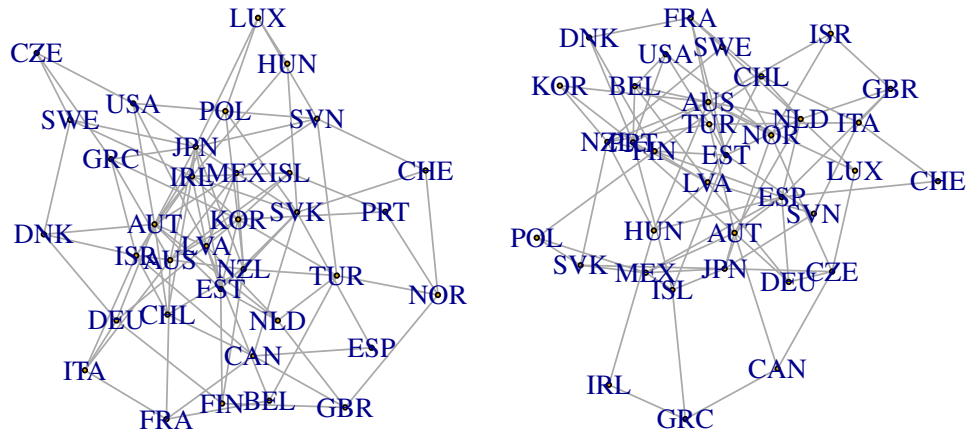 LUX
CZE
HUN
USA
POL
SWE
SVN
JPN
GRC
IRL
MEX
ISL
CHE
AUT
KOR
SVK
PRT
DNK
ISR
AUS
LVA
NZL
TUR
EST
NOR
DEU
CHL
NLD
CAN
ESP
ITA
FRA
FIN
BEL
GBR
FRA
DNK
ISR
USA
SWE
KOR
BEL
CHL
GBR
AUS
TUR
NOR
NLD
ITA
NZL
PRT
FIN
EST
LVA
LUX
CHE
ESP
SVN
POL
HUN
AUT
SVK
MEX
JPN
ISL
DEU
CZE
IRL
CAN
GRC